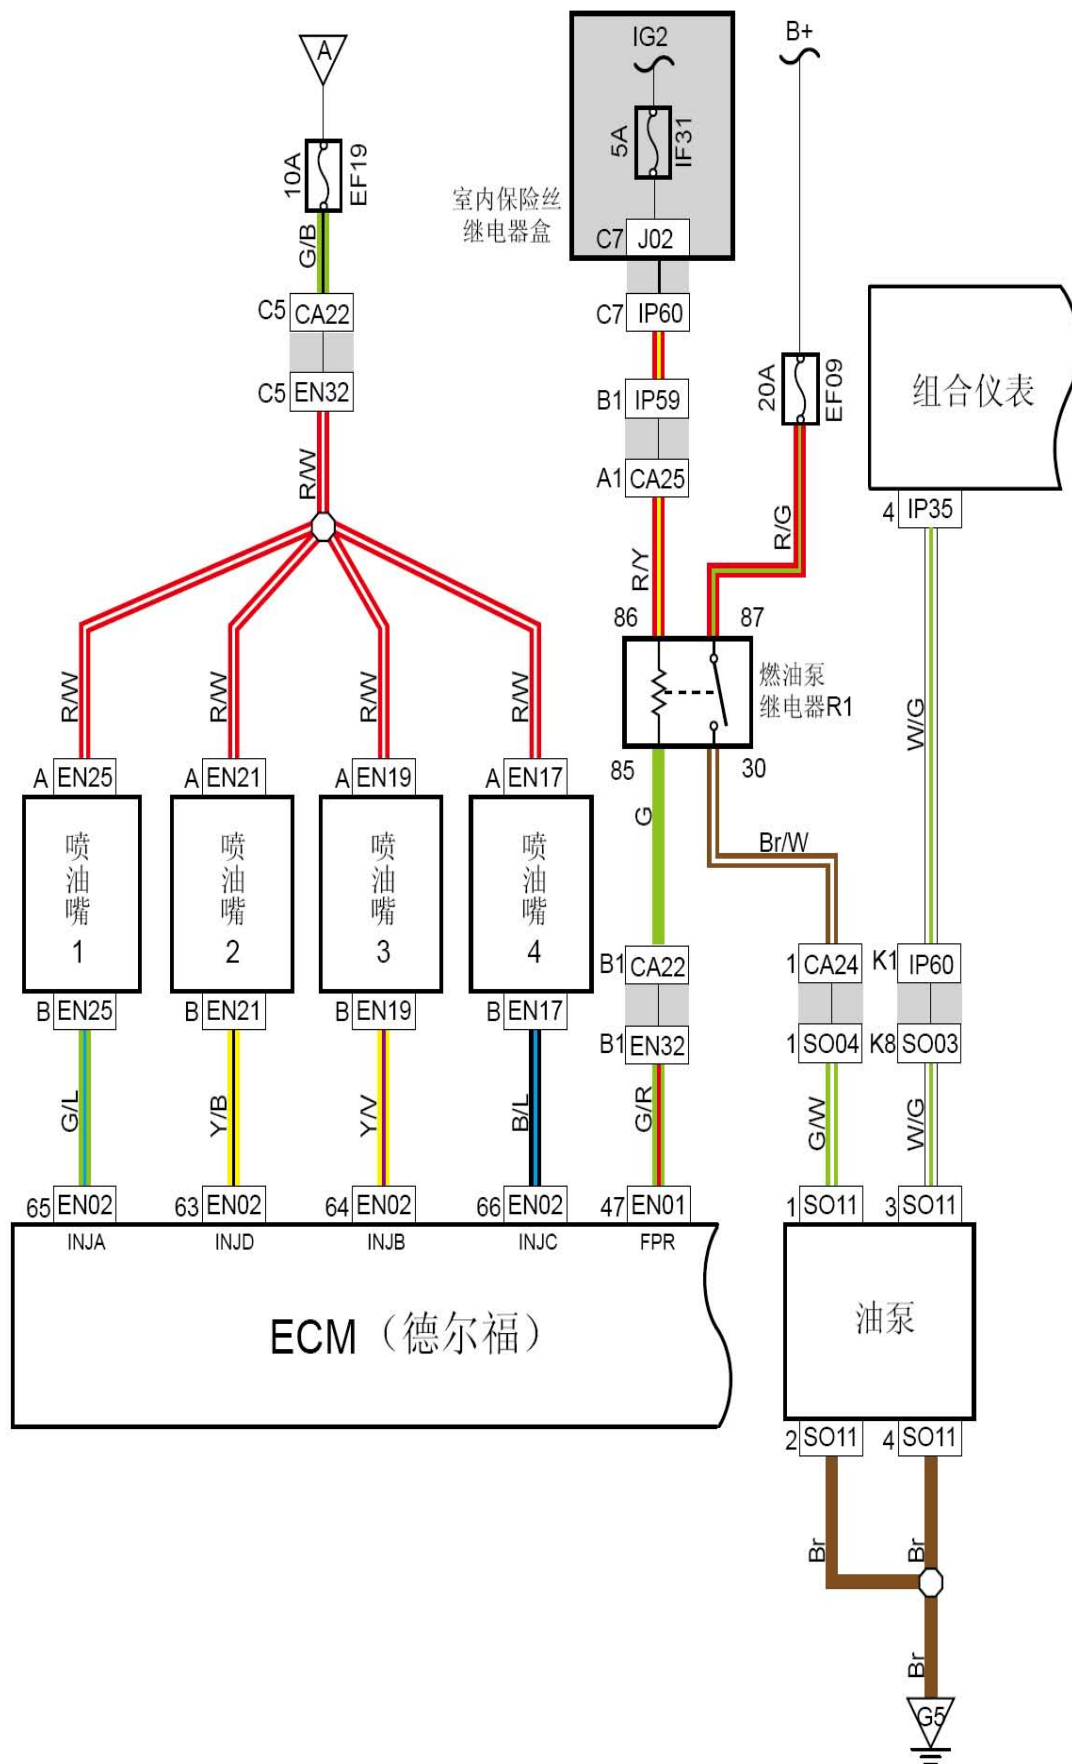 A
10A
EF19
G/B
C5 CA22
C5 EN32
R/W
R/W
R/W
R/W
R/W
A EN25
A EN21
A EN19
A EN17
喷油嘴
1
喷油嘴
2
喷油嘴
3
喷油嘴
4
B EN25
B EN21
B EN19
B EN17
G/L
Y/B
Y/V
B/L
65 EN02
63 EN02
64 EN02
66 EN02
47 EN01
INJA
INJD
INJB
INJC
FPR
ECM（德尔福）
IG2
5A
IF31
室内保险丝
继电器盒
C7 J02
C7 IP60
B1 IP59
A1 CA25
R/Y
86
87
85
30
燃油泵
继电器R1
G
B1 CA22
B1 EN32
G/R
B+
20A
EF09
R/G
Br/W
1 CA24
1 SO04
G/W
1 SO11
组合仪表
4 IP35
W/G
K1 IP60
K8 SO03
W/G
3 SO11
油泵
2 SO11
4 SO11
Br
Br
Br
G5